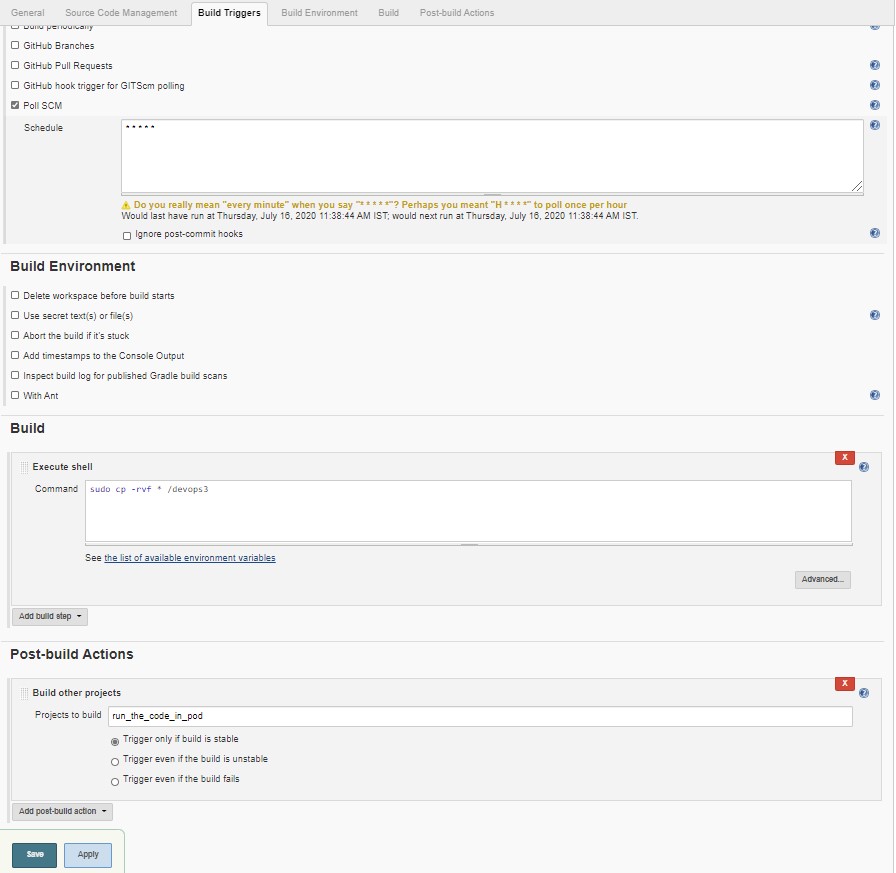 General Source Code Management Build Triggers Build Environment Build Post-build Actions
Build periodically
GitHub Branches
GitHub Pull Requests
GitHub hook trigger for GITScm polling
Poll SCM
Schedule
* * * * *
Do you really mean "every minute" when you say "* * * * *"? Perhaps you meant "H * * * *" to poll once per hour
Would last have run at Thursday, July 16, 2020 11:38:44 AM IST; would next run at Thursday, July 16, 2020 11:38:44 AM IST.
Ignore post-commit hooks
Build Environment
Delete workspace before build starts
Use secret text(s) or file(s)
Abort the build if it's stuck
Add timestamps to the Console Output
Inspect build log for published Gradle build scans
With Ant
Build
X
Execute shell
Command sudo cp -rvf * /devops3
See the list of available environment variables
Advanced...
Add build step
Post-build Actions
X
Build other projects
Projects to build run_the_code_in_pod
Trigger only if build is stable
Trigger even if the build is unstable
Trigger even if the build fails
Add post-build action
Save Apply